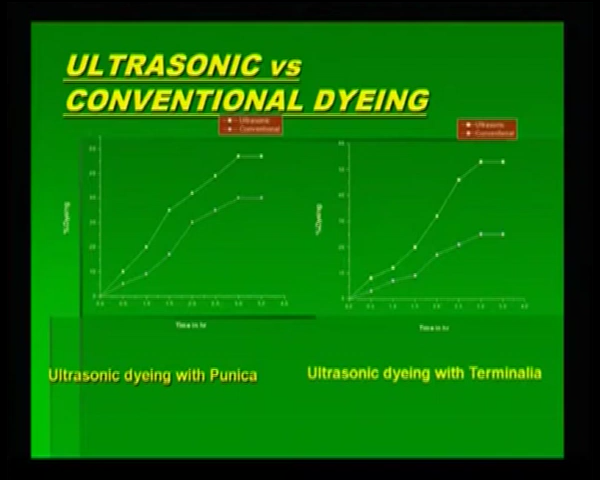 ULTRASONIC vs
CONVENTIONAL DYEING
Ultrasonic
Conventional
Ultrasonic
Conventional
%Dyeing
%Dyeing
Time in hr
Time in hr
Ultrasonic dyeing with Punica
Ultrasonic dyeing with Terminalia